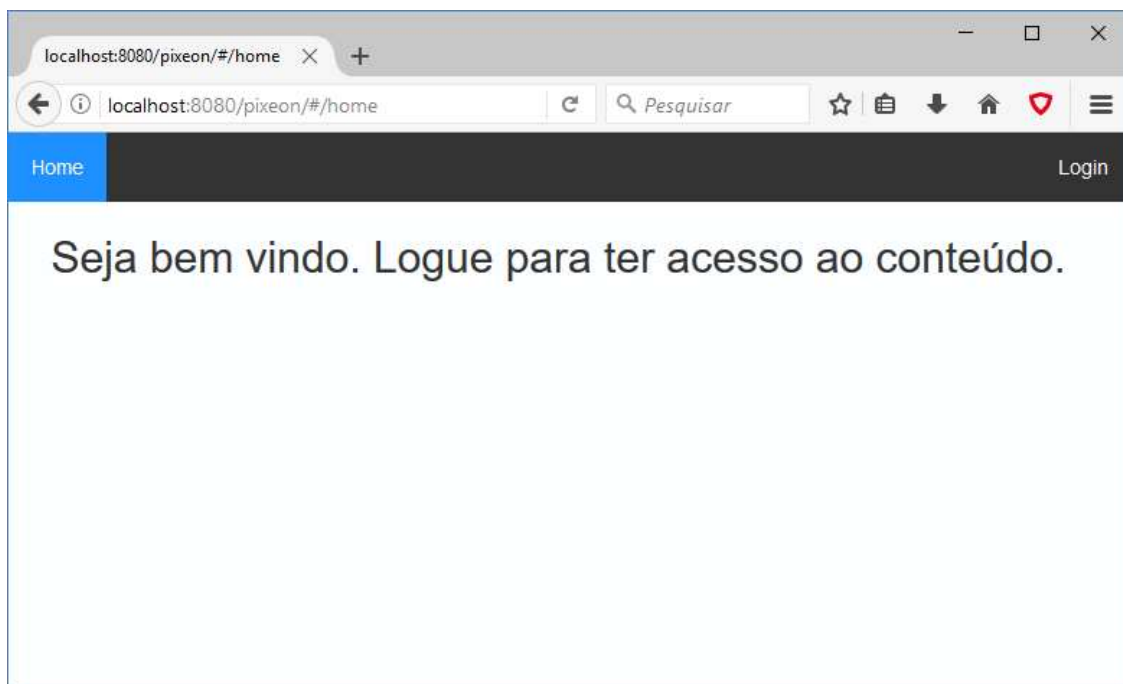 localhost:8080/pixeon/#/home
localhost:8080/pixeon/#/home
Pesquisar
Home
Login
Seja bem vindo. Logue para ter acesso ao conteúdo.